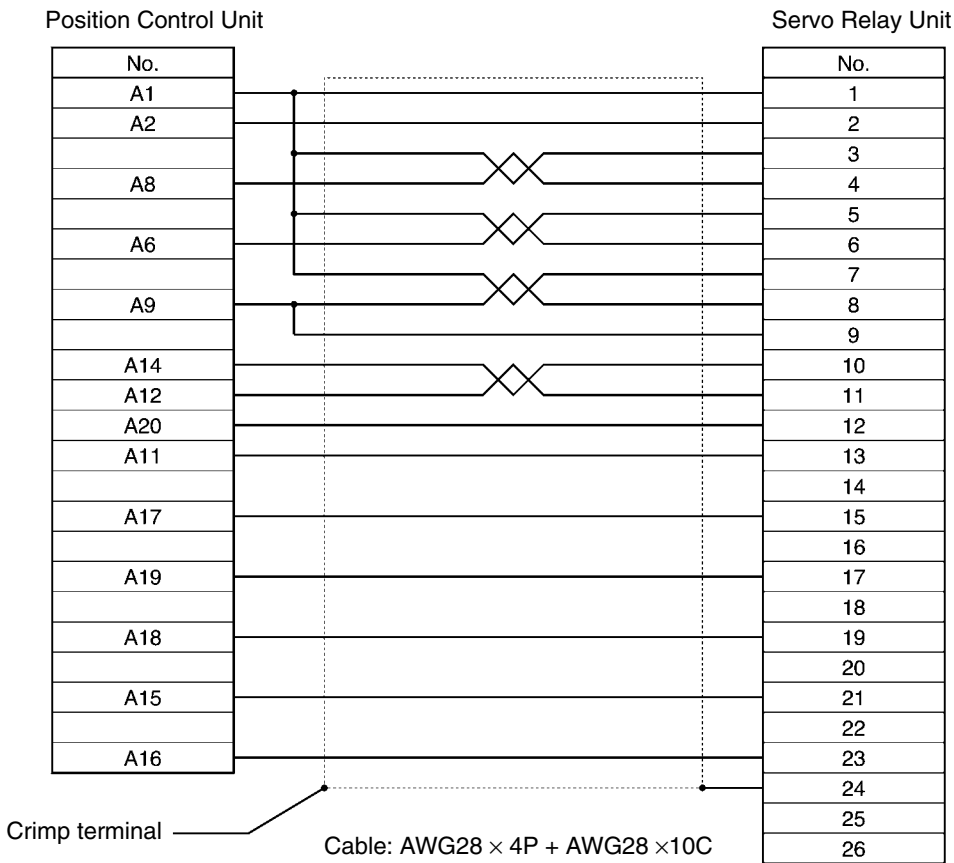 Position Control Unit Servo Relay Unit
No. No.
A1 1
A2 2
3
A8 4
5
A6 6
7
A9 8
9
A14 10
A12 11
A20 12
A11 13
14
A17 15
16
A19 17
18
A18 19
20
A15 21
22
A16 23
24
25
Crimp terminal
Cable: AWG28 × 4P + AWG28 ×10C
26